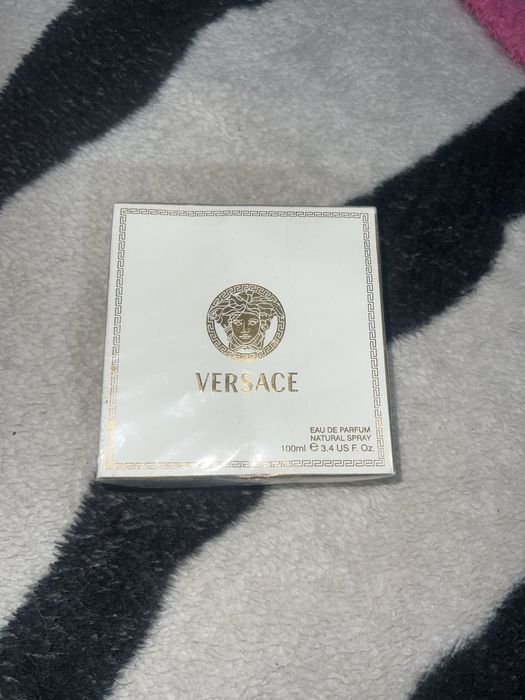 VERSACE
EAU DE PARFUM
NATURAL SPRAY
100ml ℮ 3.4 US F. Oz.